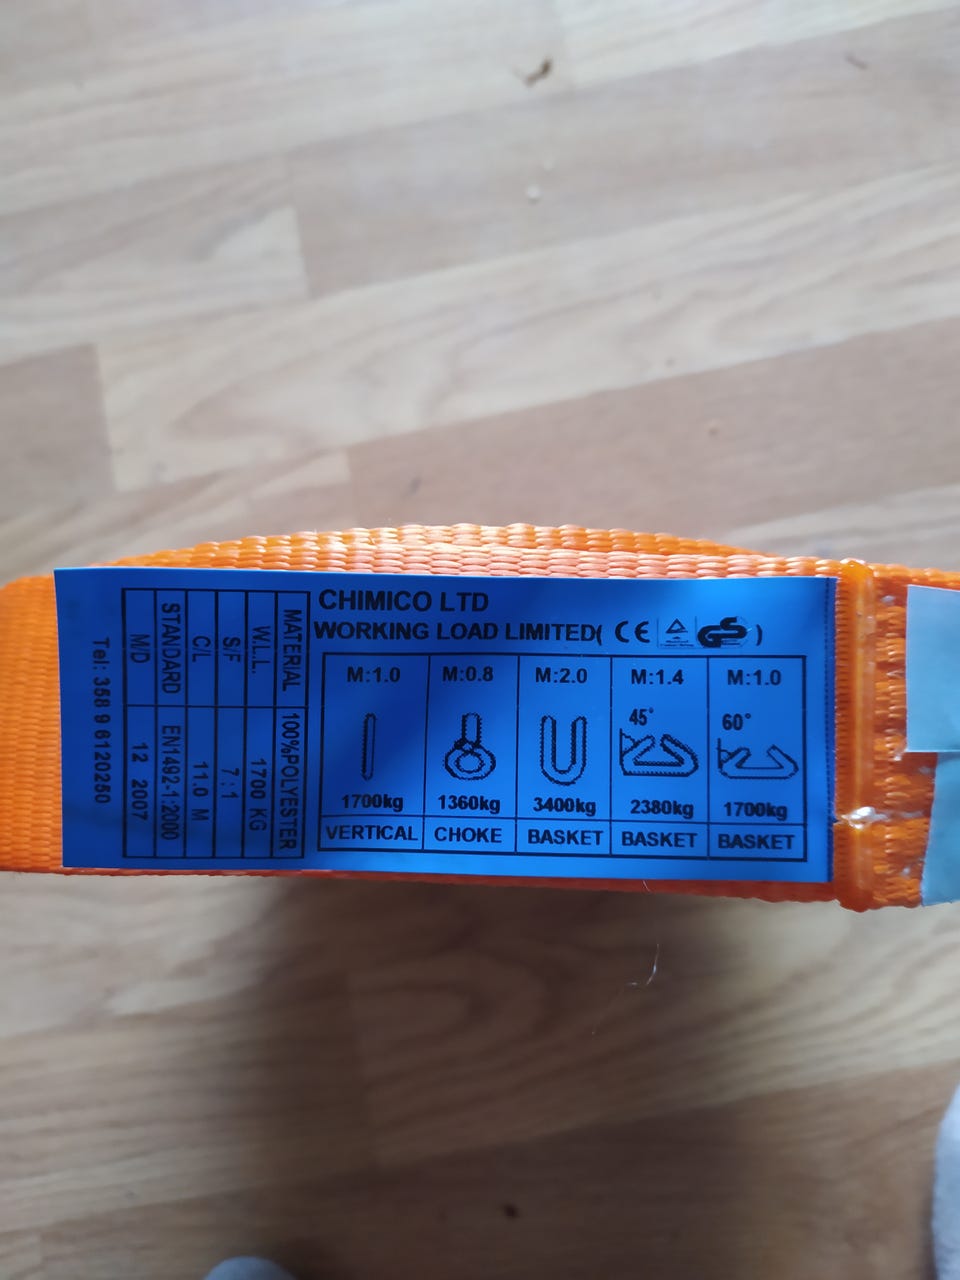 CHIMICO LTD
WORKING LOAD LIMITED( CE GS )
M:1.0 M:0.8 M:2.0 M:1.4 M:1.0
45° 60°
1700kg 1360kg 3400kg 2380kg 1700kg
VERTICAL CHOKE BASKET BASKET BASKET
MATERIAL 100%POLYESTER
W.L.L. 1700 KG
S/F 7:1
C/L 11.0 M
STANDARD EN1492-1:2000
M/D 12 2007
Tel: 358 9 6120250